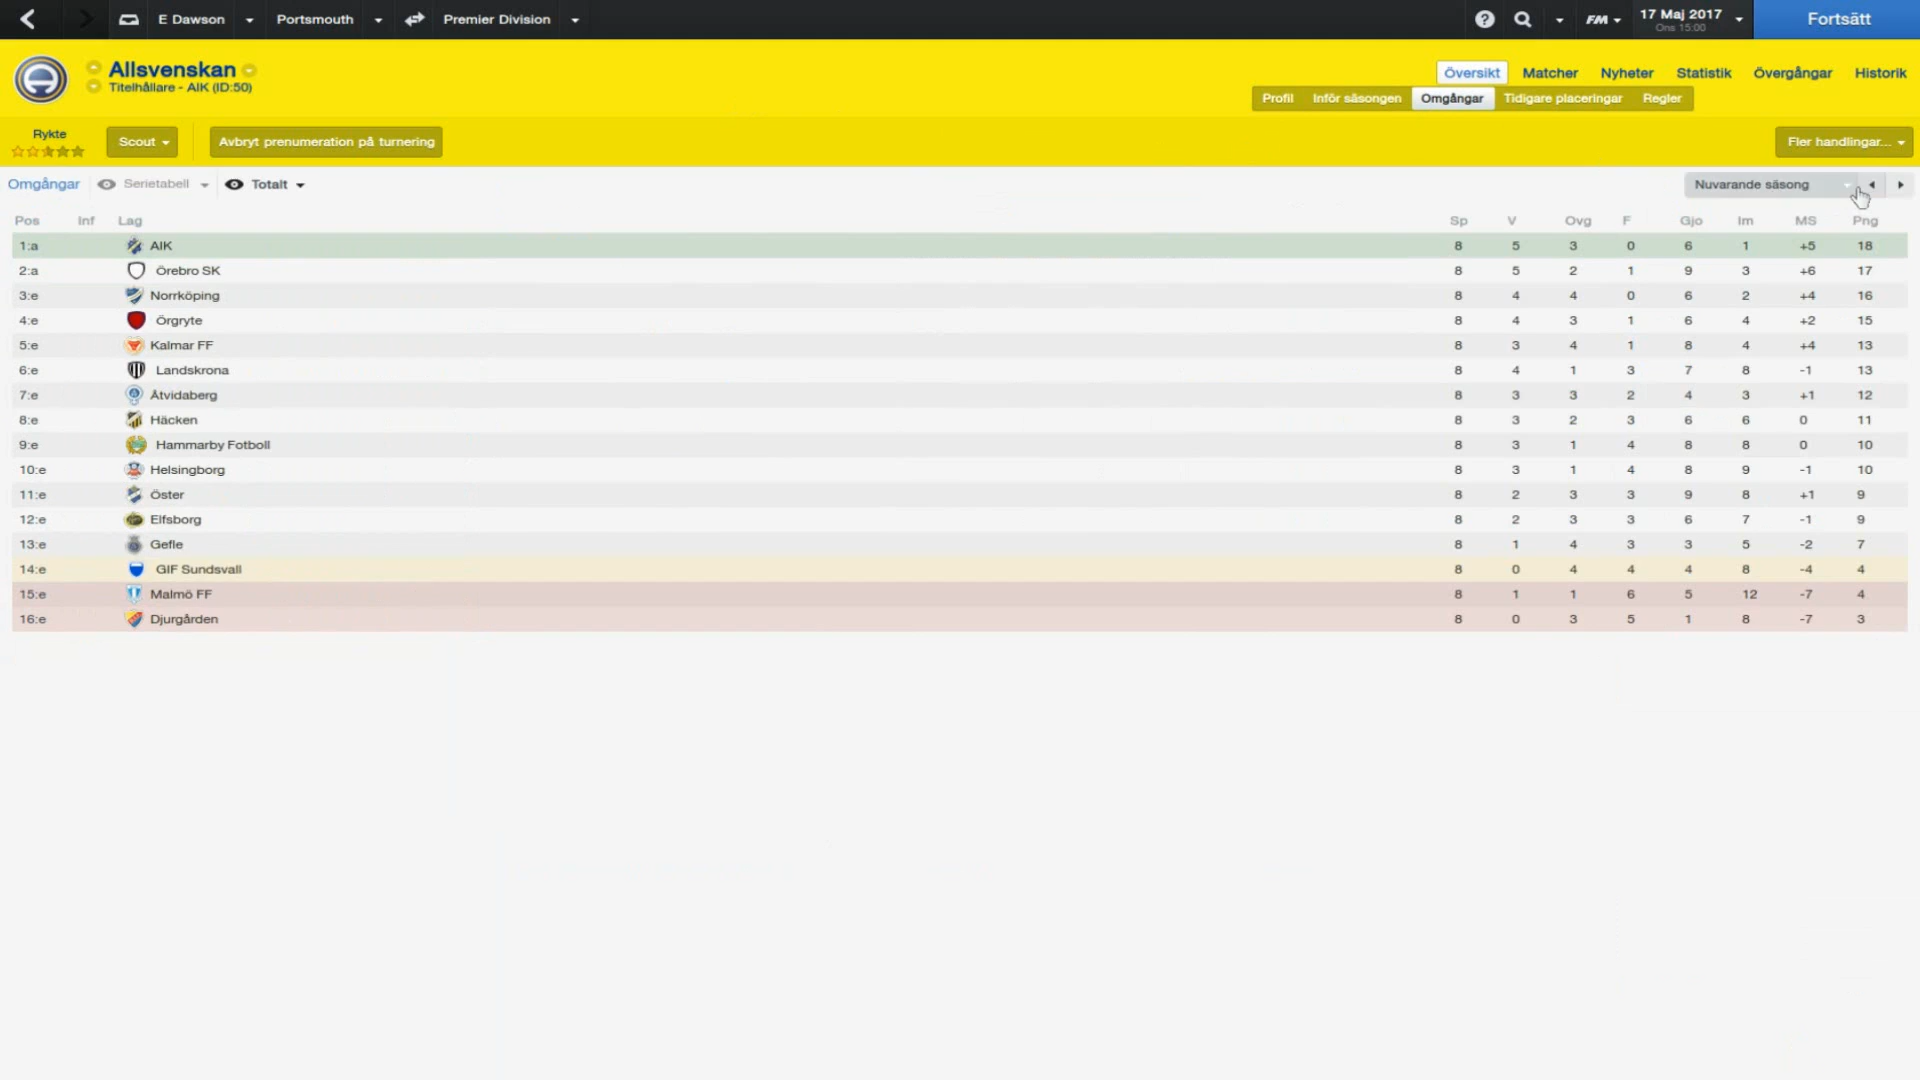 E Dawson Portsmouth Premier Division FM 17 Maj 2017 Fortsätt
Ons 15:00
Allsvenskan
Titelhållare - AIK (ID:50)
Översikt Matcher Nyheter Statistik Övergångar Historik
Profil Inför säsongen Omgångar Tidigare placeringar Regler
Rykte
Scout Avbryt prenumeration på turnering Fler handlingar...
Omgångar Serietabell Totalt Nuvarande säsong
Pos Inf Lag Sp V Ovg F Gjo Im MS Png
1:a AIK 8 5 3 0 6 1 +5 18
2:a Örebro SK 8 5 2 1 9 3 +6 17
3:e Norrköping 8 4 4 0 6 2 +4 16
4:e Örgryte 8 4 3 1 6 4 +2 15
5:e Kalmar FF 8 3 4 1 8 4 +4 13
6:e Landskrona 8 4 1 3 7 8 -1 13
7:e Åtvidaberg 8 3 3 2 4 3 +1 12
8:e Häcken 8 3 2 3 6 6 0 11
9:e Hammarby Fotboll 8 3 1 4 8 8 0 10
10:e Helsingborg 8 3 1 4 8 9 -1 10
11:e Öster 8 2 3 3 9 8 +1 9
12:e Elfsborg 8 2 3 3 6 7 -1 9
13:e Gefle 8 1 4 3 3 5 -2 7
14:e GIF Sundsvall 8 0 4 4 4 8 -4 4
15:e Malmö FF 8 1 1 6 5 12 -7 4
16:e Djurgården 8 0 3 5 1 8 -7 3